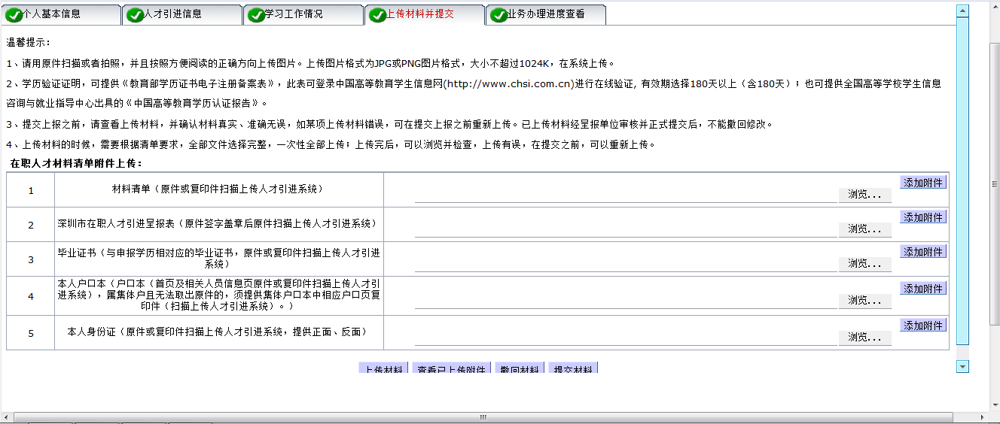 个人基本信息
人才引进信息
学习工作情况
上传材料并提交
业务办理进度查看
温馨提示：
1、请用原件扫描或者拍照，并且按照方便阅读的正确方向上传图片。上传图片格式为JPG或PNG图片格式，大小不超过1024K，在系统上传。
2、学历验证证明，可提供《教育部学历证书电子注册备案表》，此表可登录中国高等教育学生信息网(http://www.chsi.com.cn)进行在线验证, 有效期选择180天以上（含180天）；也可提供全国高等学校学生信息
咨询与就业指导中心出具的《中国高等教育学历认证报告》。
3、提交上报之前，请查看上传材料，并确认材料真实、准确无误，如某项上传材料错误，可在提交上报之前重新上传。已上传材料经呈报单位审核并正式提交后，不能撤回修改。
4、上传材料的时候，需要根据清单要求，全部文件选择完整，一次性全部上传；上传完后，可以浏览并检查，上传有误，在提交之前，可以重新上传。
在职人才材料清单附件上传：
1
材料清单（原件或复印件扫描上传人才引进系统）
浏览...
添加附件
2
深圳市在职人才引进呈报表（原件签字盖章后原件扫描上传人才引进系统）
浏览...
添加附件
3
毕业证书（与申报学历相对应的毕业证书，原件或复印件扫描上传人才引进
系统）
浏览...
添加附件
4
本人户口本（户口本（首页及相关人员信息页原件或复印件扫描上传人才引
进系统），属集体户且无法取出原件的，须提供集体户口本中相应户口页复
印件（扫描上传人才引进系统）。）
浏览...
添加附件
5
本人身份证（原件或复印件扫描上传人才引进系统，提供正面、反面）
浏览...
添加附件
上传材料
查看已上传附件
撤回材料
提交材料